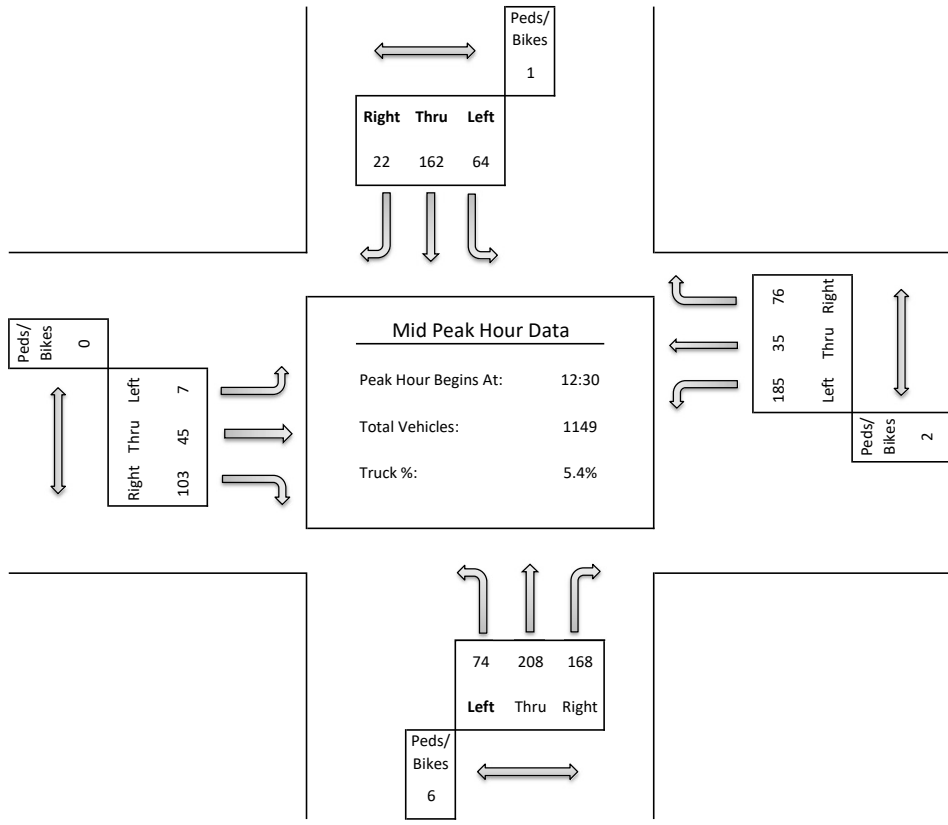 Peds/
Bikes
1
Right Thru Left
22 162 64
76 Right
35 Thru
185 Left
Peds/
Bikes
2
Peds/
Bikes
0
Left 7
Thru 45
Right 103
Mid Peak Hour Data
Peak Hour Begins At: 12:30
Total Vehicles: 1149
Truck %: 5.4%
74 208 168
Left Thru Right
Peds/
Bikes
6